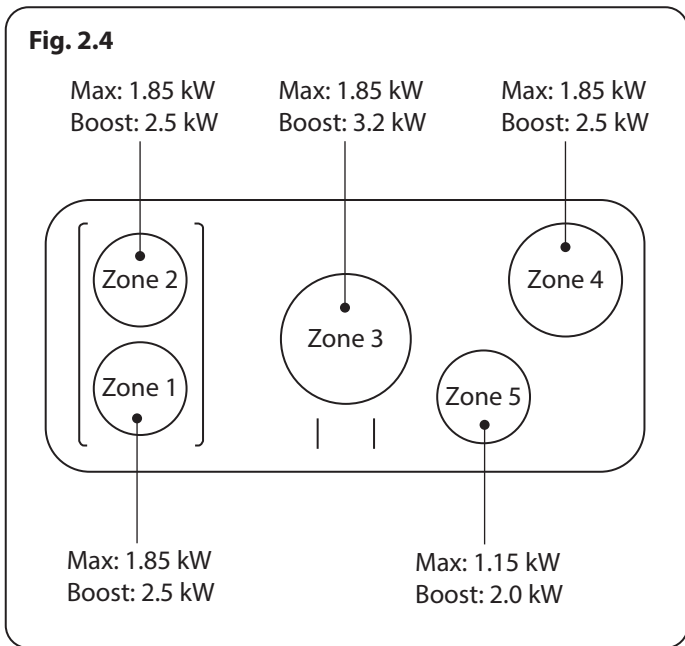 Fig. 2.4
Max: 1.85 kW
Boost: 2.5 kW
Max: 1.85 kW
Boost: 3.2 kW
Max: 1.85 kW
Boost: 2.5 kW
Zone 2
Zone 4
Zone 3
Zone 1
Zone 5
Max: 1.85 kW
Boost: 2.5 kW
Max: 1.15 kW
Boost: 2.0 kW